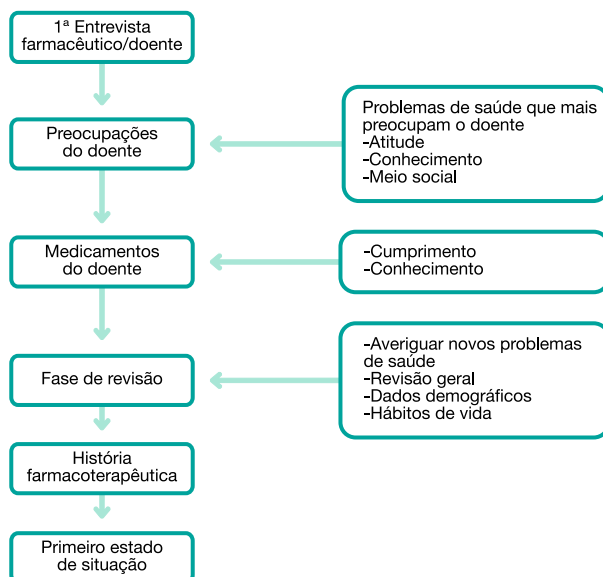 1ª Entrevista
farmacêutico/doente
Preocupações
do doente
Problemas de saúde que mais
preocupam o doente
-Atitude
-Conhecimento
-Meio social
Medicamentos
do doente
-Cumprimento
-Conhecimento
Fase de revisão
-Averiguar novos problemas
de saúde
-Revisão geral
-Dados demográficos
-Hábitos de vida
História
farmacoterapêutica
Primeiro estado
de situação